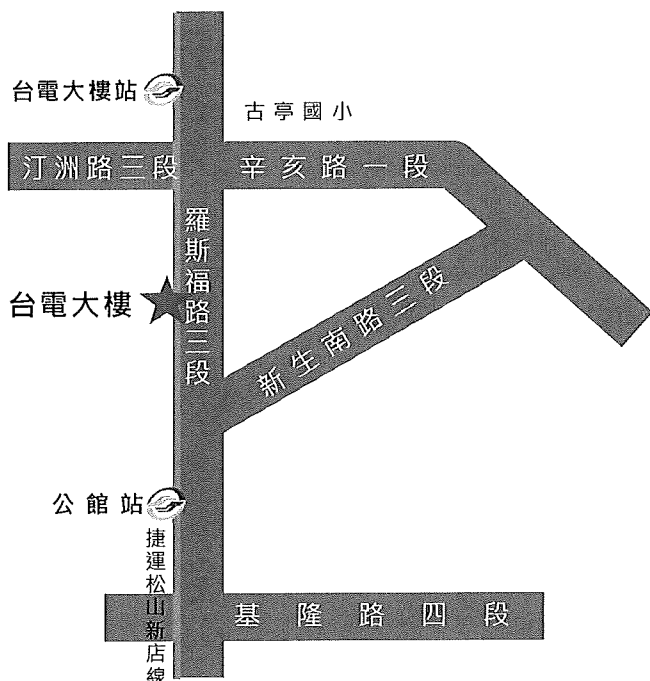 台電大樓站
古亭國小
汀洲路三段
辛亥路一段
羅斯福路三段
台電大樓
新生南路三段
公館站
捷運松山新店線
基隆路四段